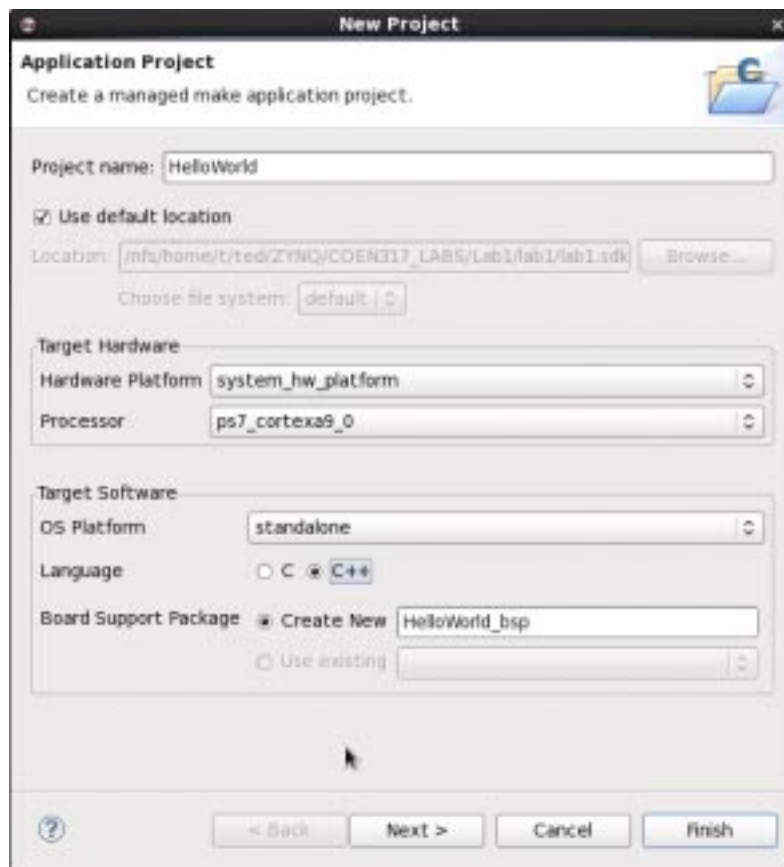 New Project
Application Project
Create a managed make application project.
Project name: HelloWorld
Use default location
Location: /nfs/home/t/ted/ZYNQ/COEN317_LABS/Lab1/lab1/lab1.sdk Browse...
Choose file system: default
Target Hardware
Hardware Platform system_hw_platform
Processor ps7_cortexa9_0
Target Software
OS Platform standalone
Language C C++
Board Support Package Create New HelloWorld_bsp
Use existing
< Back Next > Cancel Finish